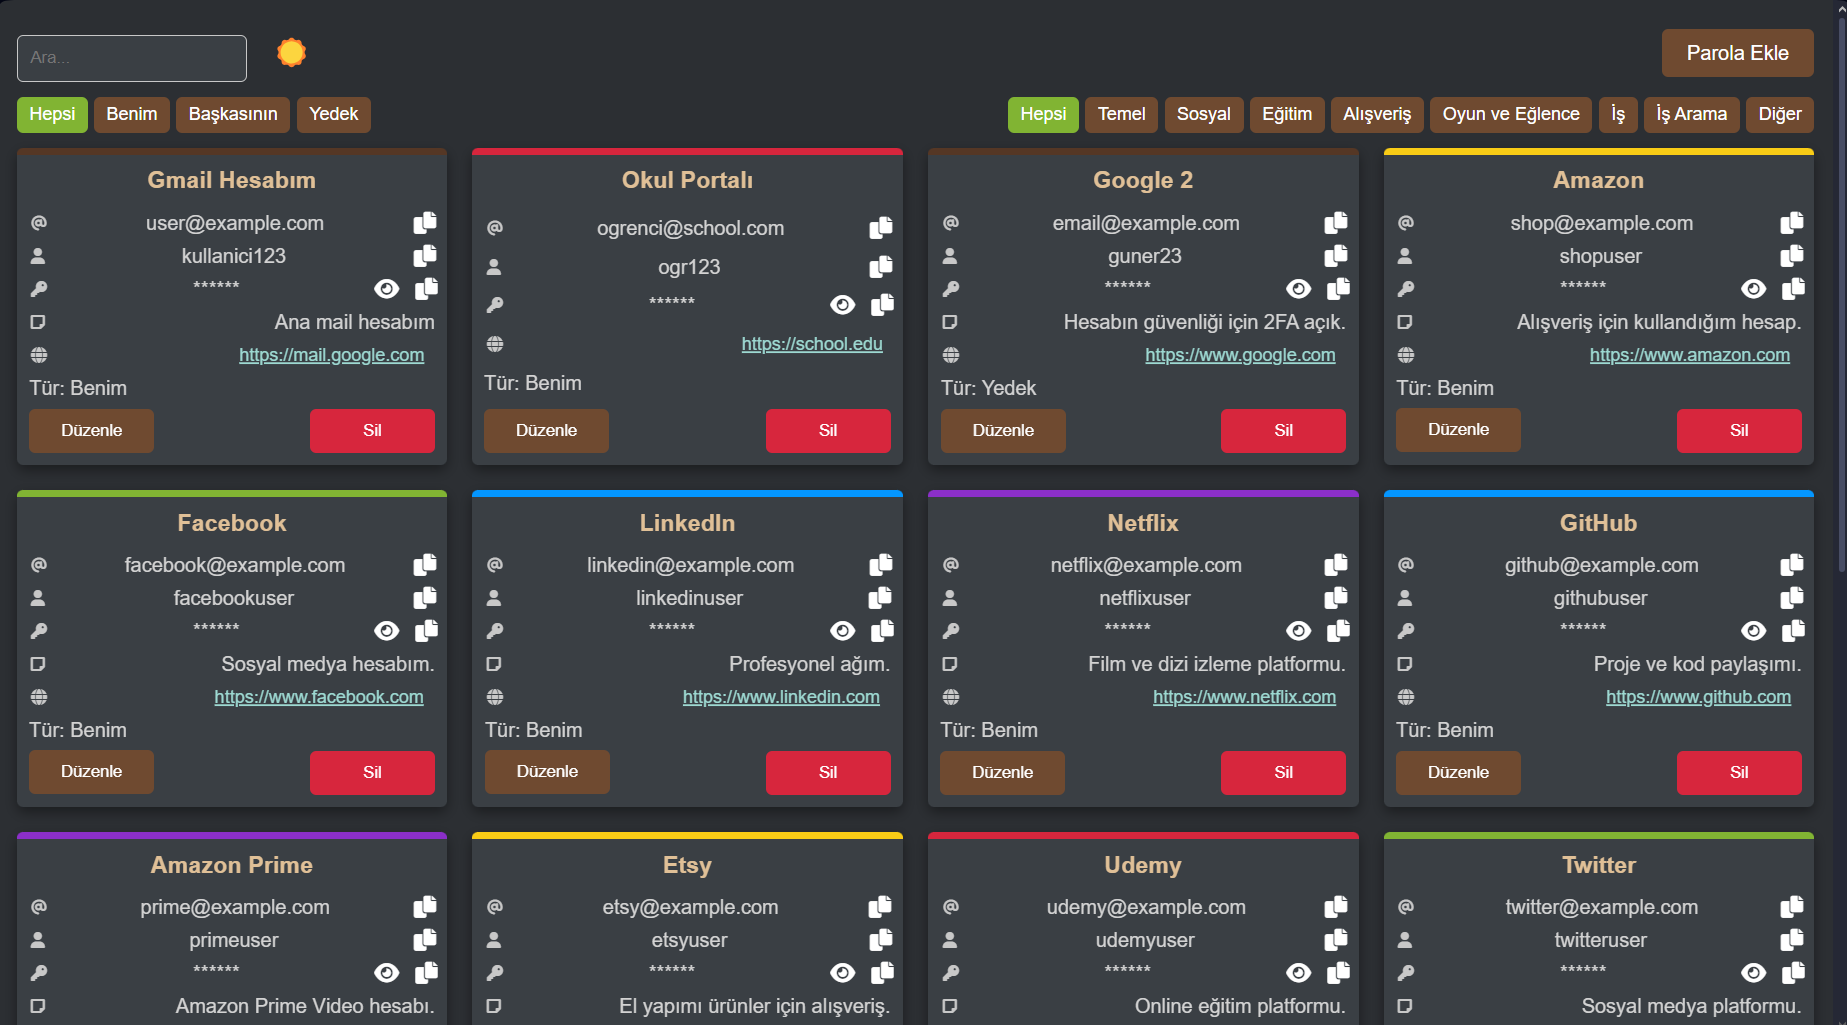 Ara...
Parola Ekle
Hepsi Benim Başkasının Yedek
Hepsi Temel Sosyal Eğitim Alışveriş Oyun ve Eğlence İş İş Arama Diğer
Gmail Hesabım
user@example.com
kullanici123
******
Ana mail hesabım
https://mail.google.com
Tür: Benim
Düzenle Sil
Okul Portalı
ogrenci@school.com
ogr123
******
https://school.edu
Tür: Benim
Düzenle Sil
Google 2
email@example.com
guner23
******
Hesabın güvenliği için 2FA açık.
https://www.google.com
Tür: Yedek
Düzenle Sil
Amazon
shop@example.com
shopuser
******
Alışveriş için kullandığım hesap.
https://www.amazon.com
Tür: Benim
Düzenle Sil
Facebook
facebook@example.com
facebookuser
******
Sosyal medya hesabım.
https://www.facebook.com
Tür: Benim
Düzenle Sil
LinkedIn
linkedin@example.com
linkedinuser
******
Profesyonel ağım.
https://www.linkedin.com
Tür: Benim
Düzenle Sil
Netflix
netflix@example.com
netflixuser
******
Film ve dizi izleme platformu.
https://www.netflix.com
Tür: Benim
Düzenle Sil
GitHub
github@example.com
githubuser
******
Proje ve kod paylaşımı.
https://www.github.com
Tür: Benim
Düzenle Sil
Amazon Prime
prime@example.com
primeuser
******
Amazon Prime Video hesabı.
Etsy
etsy@example.com
etsyuser
******
El yapımı ürünler için alışveriş.
Udemy
udemy@example.com
udemyuser
******
Online eğitim platformu.
Twitter
twitter@example.com
twitteruser
******
Sosyal medya platformu.